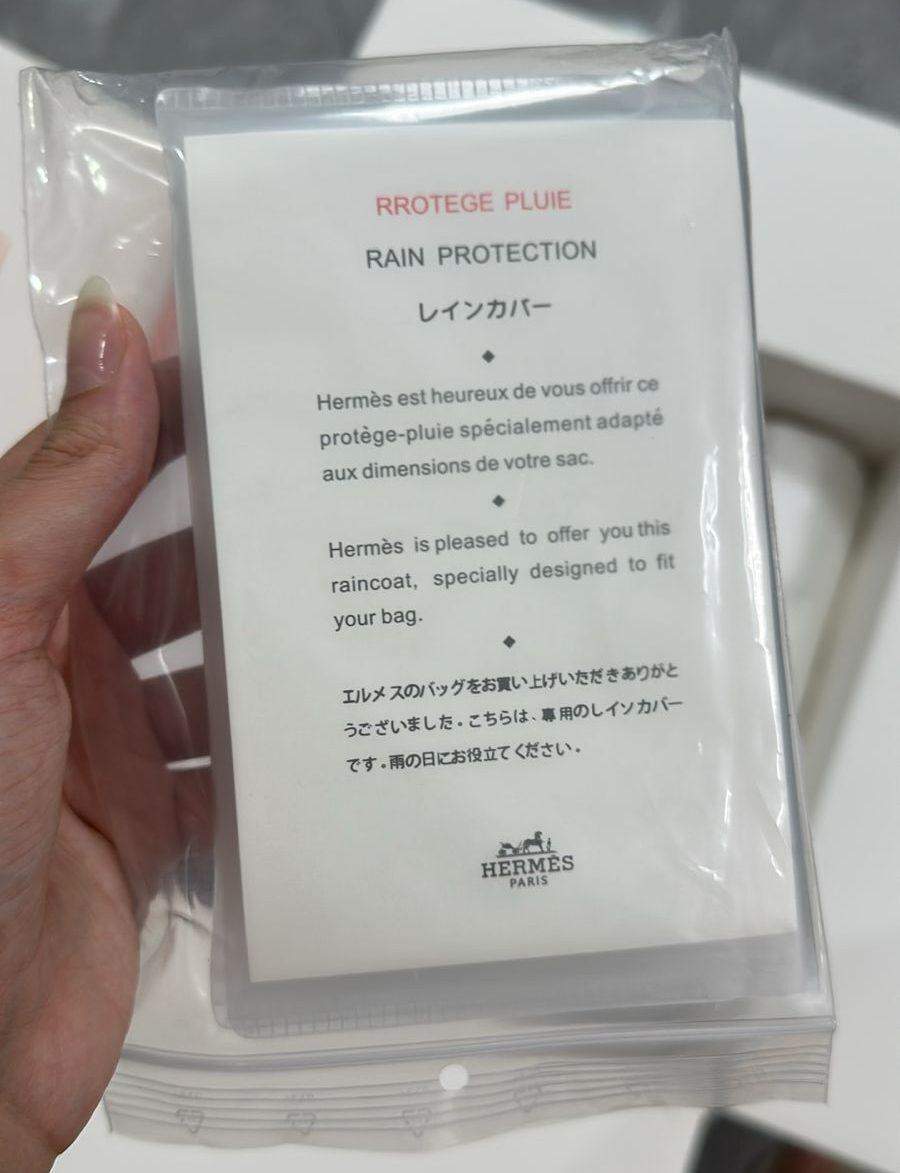 RROTEGE PLUIE
RAIN PROTECTION
レインカバー
Hermès est heureux de vous offrir ce
protège-pluie spécialement adapté
aux dimensions de votre sac.
Hermès is pleased to offer you this
raincoat, specially designed to fit
your bag.
エルメスのバッグをお買い上げいただきありがと
うございました。こちらは、専用のレイソカバー
です。雨の日にお役立てください。
HERMÈS
PARIS